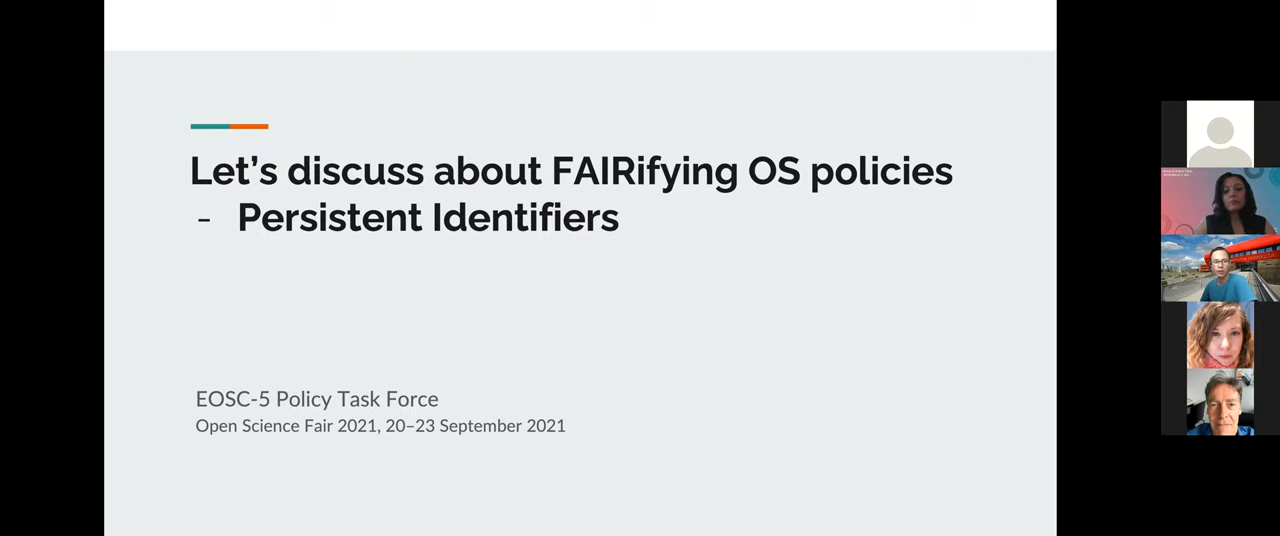 Let's discuss about FAIRifying OS policies
- Persistent Identifiers
EOSC-5 Policy Task Force
Open Science Fair 2021, 20–23 September 2021